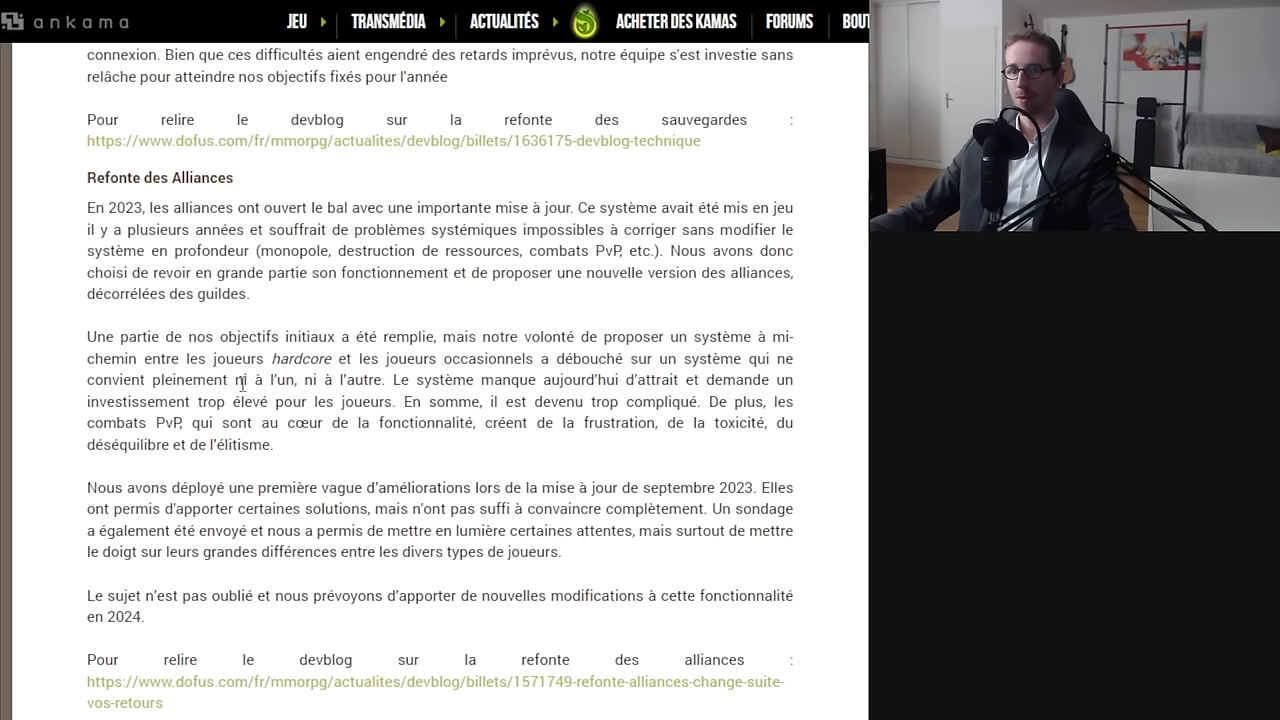 ankama
JEU
TRANSMÉDIA
ACTUALITÉS
ACHETER DES KAMAS
FORUMS
BOUT
connexion. Bien que ces difficultés aient engendré des retards imprévus, notre équipe s'est investie sans
relâche pour atteindre nos objectifs fixés pour l'année
Pour relire le devblog sur la refonte des sauvegardes :
https://www.dofus.com/fr/mmorpg/actualites/devblog/billets/1636175-devblog-technique
Refonte des Alliances
En 2023, les alliances ont ouvert le bal avec une importante mise à jour. Ce système avait été mis en jeu
il y a plusieurs années et souffrait de problèmes systémiques impossibles à corriger sans modifier le
système en profondeur (monopole, destruction de ressources, combats PvP, etc.). Nous avons donc
choisi de revoir en grande partie son fonctionnement et de proposer une nouvelle version des alliances,
décorrélées des guildes.
Une partie de nos objectifs initiaux a été remplie, mais notre volonté de proposer un système à mi-
chemin entre les joueurs hardcore et les joueurs occasionnels a débouché sur un système qui ne
convient pleinement ni à l'un, ni à l'autre. Le système manque aujourd'hui d'attrait et demande un
investissement trop élevé pour les joueurs. En somme, il est devenu trop compliqué. De plus, les
combats PvP, qui sont au cœur de la fonctionnalité, créent de la frustration, de la toxicité, du
déséquilibre et de l'élitisme.
Nous avons déployé une première vague d'améliorations lors de la mise à jour de septembre 2023. Elles
ont permis d'apporter certaines solutions, mais n'ont pas suffi à convaincre complètement. Un sondage
a également été envoyé et nous a permis de mettre en lumière certaines attentes, mais surtout de mettre
le doigt sur leurs grandes différences entre les divers types de joueurs.
Le sujet n'est pas oublié et nous prévoyons d'apporter de nouvelles modifications à cette fonctionnalité
en 2024.
Pour relire le devblog sur la refonte des alliances :
https://www.dofus.com/fr/mmorpg/actualites/devblog/billets/1571749-refonte-alliances-change-suite-
vos-retours